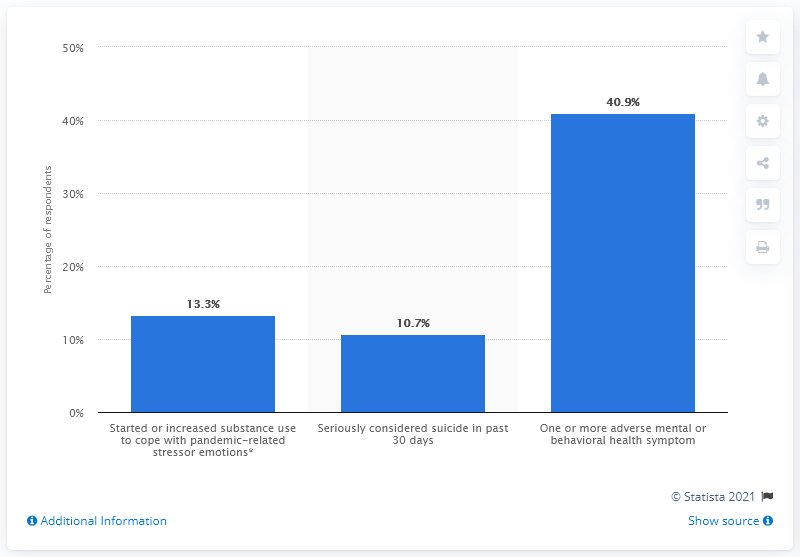 50%
40%
30%
20%
10%
0%
Percentage of respondents
13.3%
10.7%
40.9%
Started or increased substance use
to cope with pandemic-related
stressor emotions*
Seriously considered suicide in past
30 days
One or more adverse mental or
behavioral health symptom
© Statista 2021
Additional Information
Show source